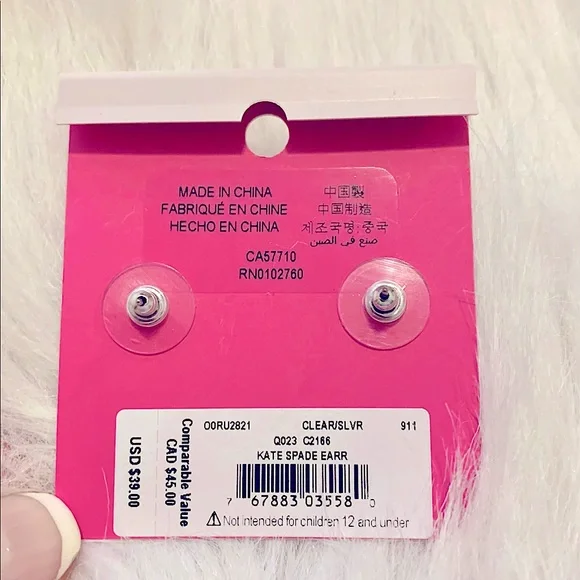 MADE IN CHINA
FABRIQUÉ EN CHINE
HECHO EN CHINA
中国製
中国制造
제조국명:중국
صنع في الصين
CA57710
RN0102760
O0RU2821 CLEAR/SLVR 911
Q023 C2166
KATE SPADE EARR
7 67883 03558 0
⚠Not intended for children 12 and under
Comparable Value
CAD $45.00
USD $39.00